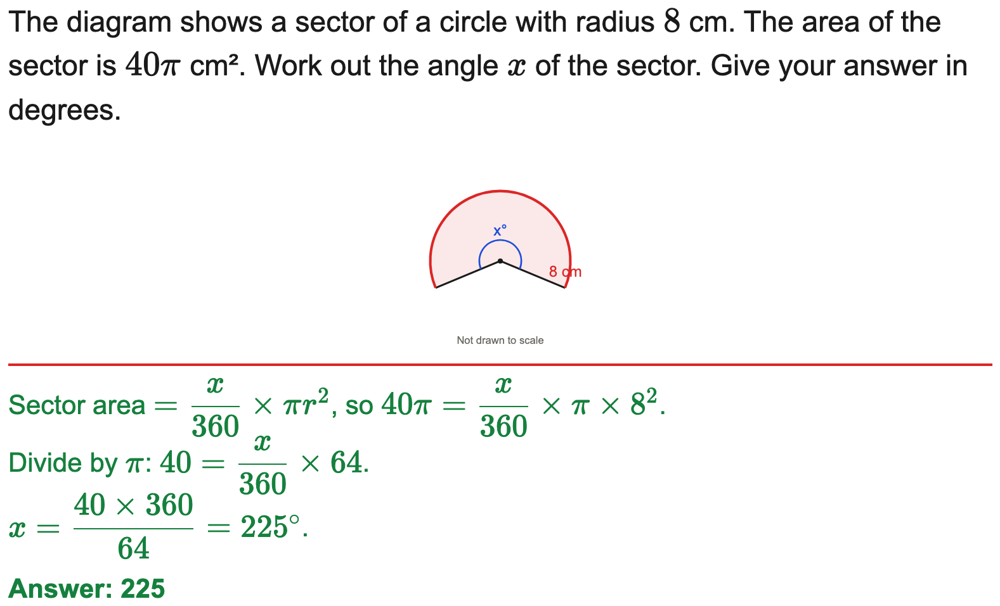 The diagram shows a sector of a circle with radius 8 cm. The area of the
sector is 40π cm². Work out the angle x of the sector. Give your answer in
degrees.
x°
8 cm
Not drawn to scale
Sector area = x/360 × πr², so 40π = x/360 × π × 8².
Divide by π: 40 = x/360 × 64.
x = (40 × 360)/64 = 225°.
Answer: 225